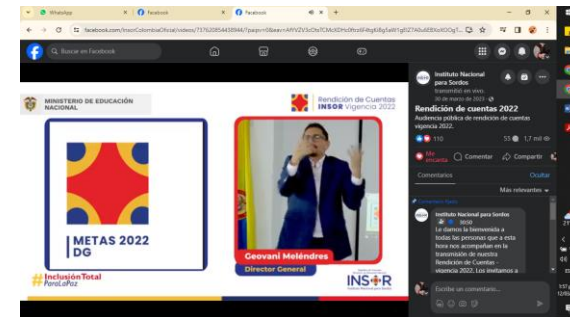 WhatsApp
Facebook
Facebook
Buscar en Facebook
MINISTERIO DE EDUCACIÓN
NACIONAL
Rendición de Cuentas
INSOR Vigencia 2022
METAS 2022
DG
Geovani Meléndres
Director General
#InclusiónTotal
ParaLaPaz
INSOR
Instituto Nacional
para Sordos
transmitió en vivo.
30 de marzo de 2023
Rendición de cuentas 2022
Audiencia pública de rendición de cuentas
vigencia 2022.
110
55
1,7 mil
Me
encanta
Comentar
Compartir
Comentarios
Ocultar
Más relevantes
Instituto Nacional para Sordos
Le damos la bienvenida a
todas las personas que a esta
hora nos acompañan en la
transmisión de nuestra
Rendición de Cuentas -
vigencia 2022. Los invitamos a
Escribe un comentario...